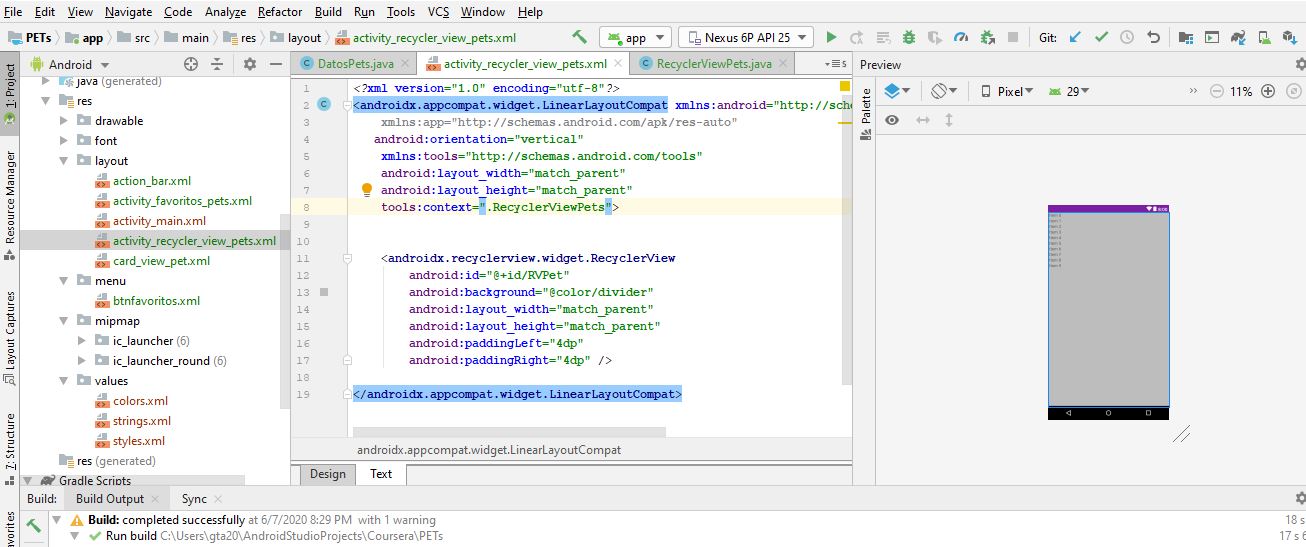 File Edit View Navigate Code Analyze Refactor Build Run Tools VCS Window Help
PETs app src main res layout activity_recycler_view_pets.xml app Nexus 6P API 25 Git:
Android DatosPets.java activity_recycler_view_pets.xml RecyclerViewPets.java Preview
1: Project
Resource Manager
Layout Captures
Z: Structure
avorites
java (generated)
res
drawable
font
layout
action_bar.xml
activity_favoritos_pets.xml
activity_main.xml
activity_recycler_view_pets.xml
card_view_pet.xml
menu
btnfavoritos.xml
mipmap
ic_launcher (6)
ic_launcher_round (6)
values
colors.xml
strings.xml
styles.xml
res (generated)
Gradle Scripts
1 <?xml version="1.0" encoding="utf-8"?>
2 <androidx.appcompat.widget.LinearLayoutCompat xmlns:android="http://sche
3 xmlns:app="http://schemas.android.com/apk/res-auto"
4 android:orientation="vertical"
5 xmlns:tools="http://schemas.android.com/tools"
6 android:layout_width="match_parent"
7 android:layout_height="match_parent"
8 tools:context=".RecyclerViewPets">
9
10
11 <androidx.recyclerview.widget.RecyclerView
12 android:id="@+id/RVPet"
13 android:background="@color/divider"
14 android:layout_width="match_parent"
15 android:layout_height="match_parent"
16 android:paddingLeft="4dp"
17 android:paddingRight="4dp" />
18
19 </androidx.appcompat.widget.LinearLayoutCompat>
androidx.appcompat.widget.LinearLayoutCompat
Design Text
Palette
Pixel 29 11%
Build: Build Output Sync
Build: completed successfully at 6/7/2020 8:29 PM with 1 warning 18 s
Run build C:\Users\gta20\AndroidStudioProjects\Coursera\PETs 17 s 6